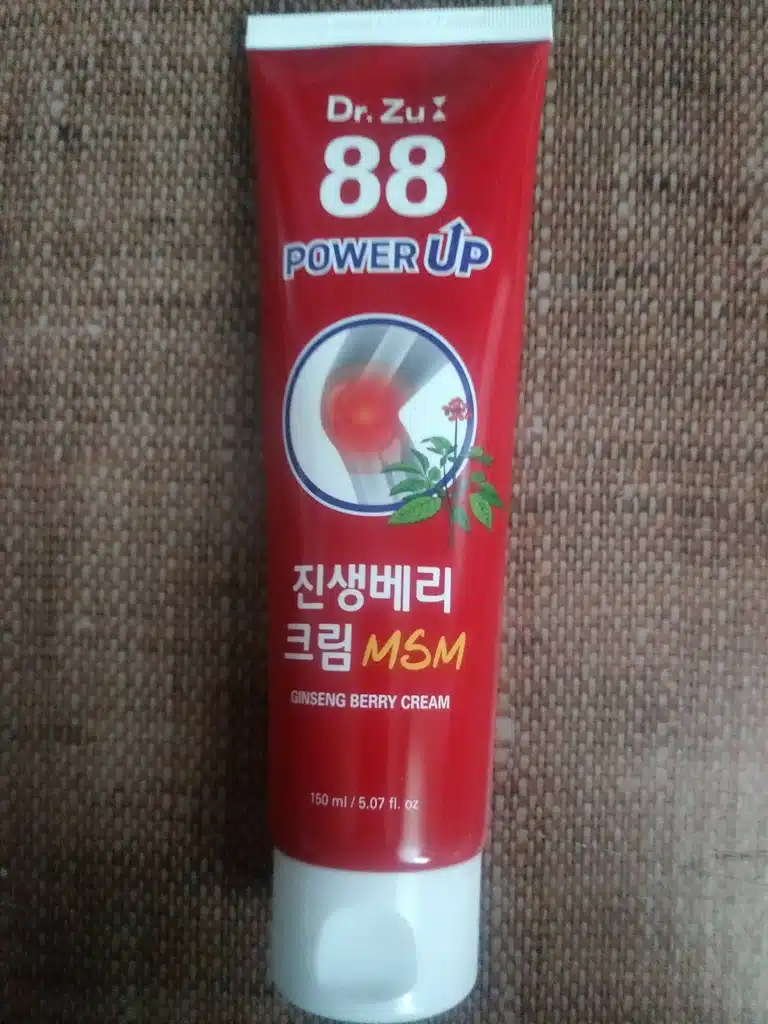 Dr. Zu
88
POWER UP
진생베리
크림 MSM
GINSENG BERRY CREAM
150 ml / 5.07 fl. oz